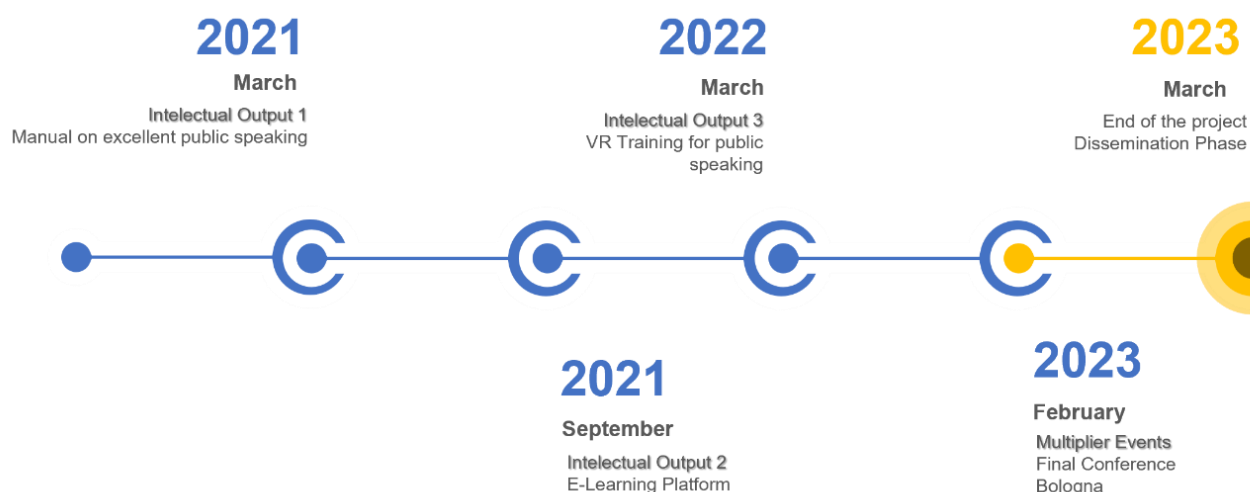 2021
March
Intelectual Output 1
Manual on excellent public speaking
2022
March
Intelectual Output 3
VR Training for public
speaking
2023
March
End of the project
Dissemination Phase
2021
September
Intelectual Output 2
E-Learning Platform
2023
February
Multiplier Events
Final Conference
Bologna